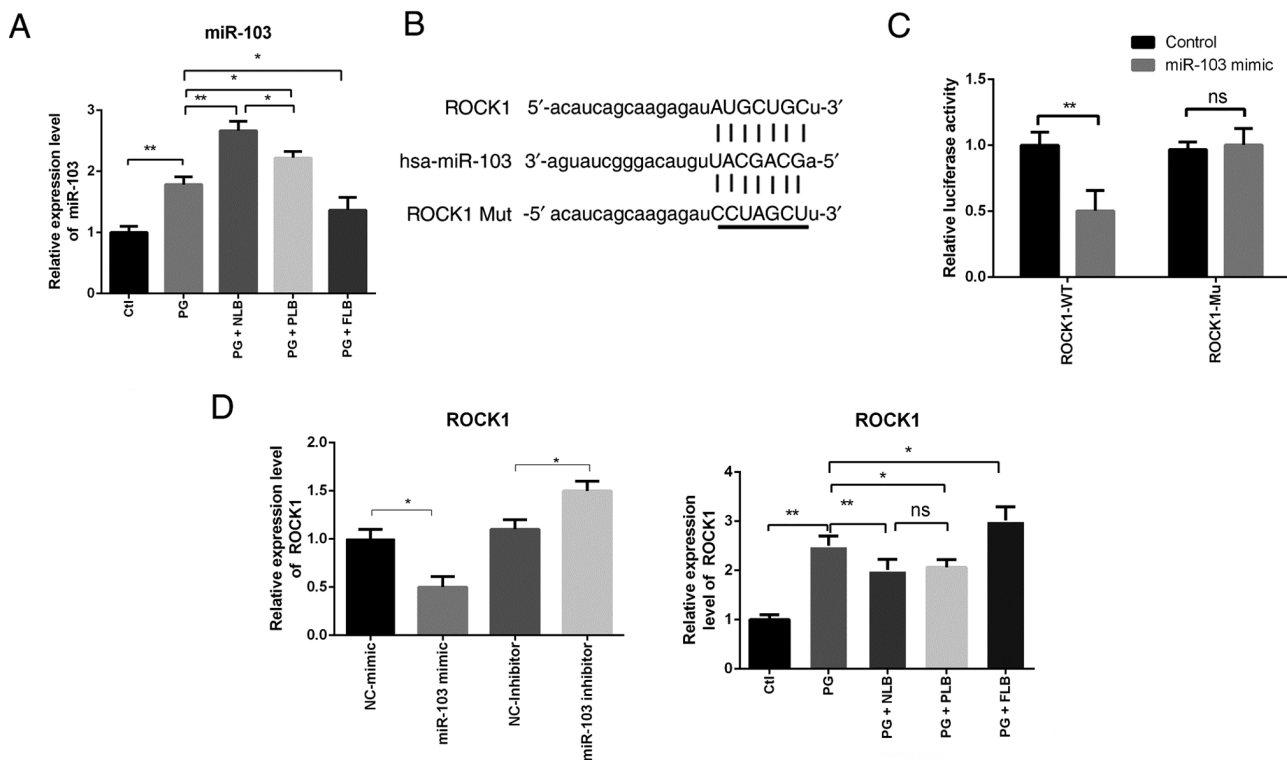 A
miR-103
Relative expression level
of miR-103
3
2
1
0
**
**
*
*
*
Ctl
PG
PG + NLB
PG + PLB
PG + FLB
B
ROCK1 5′-acaucagcaagagauAUGCUGCu-3′
hsa-miR-103 3′-aguaucgggacauguUACGACGa-5′
ROCK1 Mut -5′ acaucagcaagagauCCUAGCUu-3′
C
Control
miR-103 mimic
Relative luciferase activity
1.5
1.0
0.5
0.0
**
ns
ROCK1-WT
ROCK1-Mu
D
ROCK1
Relative expression level
of ROCK1
2.0
1.5
1.0
0.5
0.0
*
*
NC-mimic
miR-103 mimic
NC-Inhibitor
miR-103 inhibitor
ROCK1
Relative expression
level of ROCK1
4
3
2
1
0
**
**
ns
*
*
Ctl
PG
PG + NLB
PG + PLB
PG + FLB